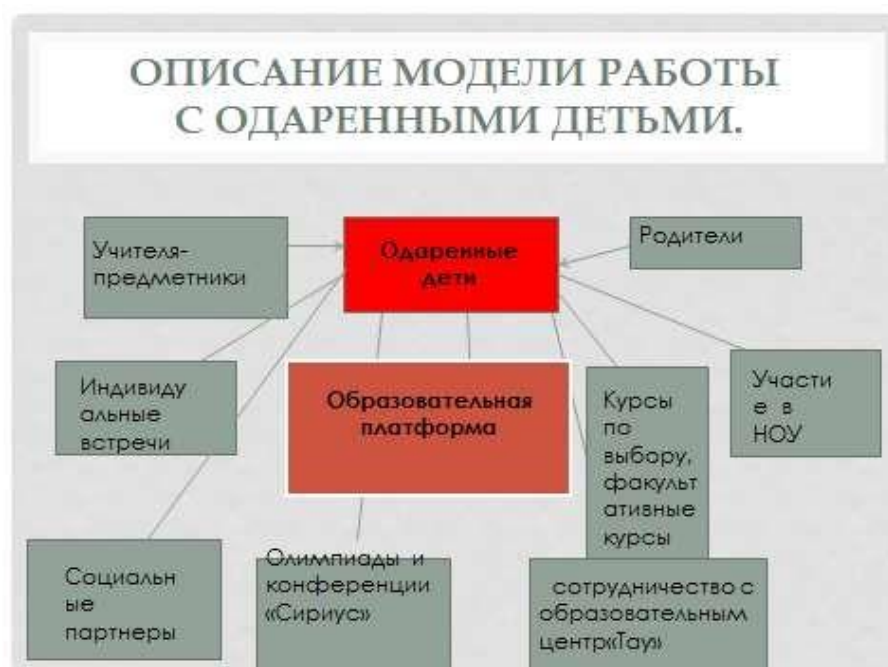 ОПИСАНИЕ МОДЕЛИ РАБОТЫ
С ОДАРЕННЫМИ ДЕТЬМИ.
Учителя-
предметники
Одаренные
дети
Родители
Индивиду
альные
встречи
Образовательная
платформа
Курсы
по
выбору,
факульт
ативные
курсы
Участи
е в
НОУ
Социальн
ые
партнеры
Олимпиады и
конференции
«Сириус»
сотрудничество с
образовательным
центр«Тау»